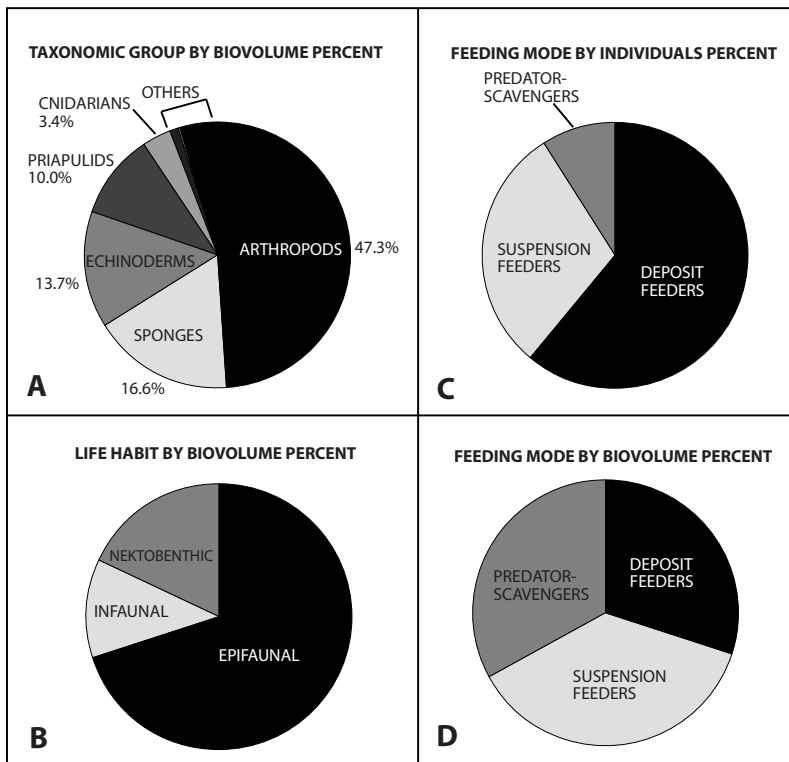 TAXONOMIC GROUP BY BIOVOLUME PERCENT
OTHERS
CNIDARIANS
3.4%
PRIAPULIDS
10.0%
ARTHROPODS
47.3%
ECHINODERMS
13.7%
SPONGES
16.6%
A
FEEDING MODE BY INDIVIDUALS PERCENT
PREDATOR-
SCAVENGERS
SUSPENSION
FEEDERS
DEPOSIT
FEEDERS
C
LIFE HABIT BY BIOVOLUME PERCENT
NEKTOBENTHIC
INFAUNAL
EPIFAUNAL
B
FEEDING MODE BY BIOVOLUME PERCENT
DEPOSIT
FEEDERS
PREDATOR-
SCAVENGERS
SUSPENSION
FEEDERS
D